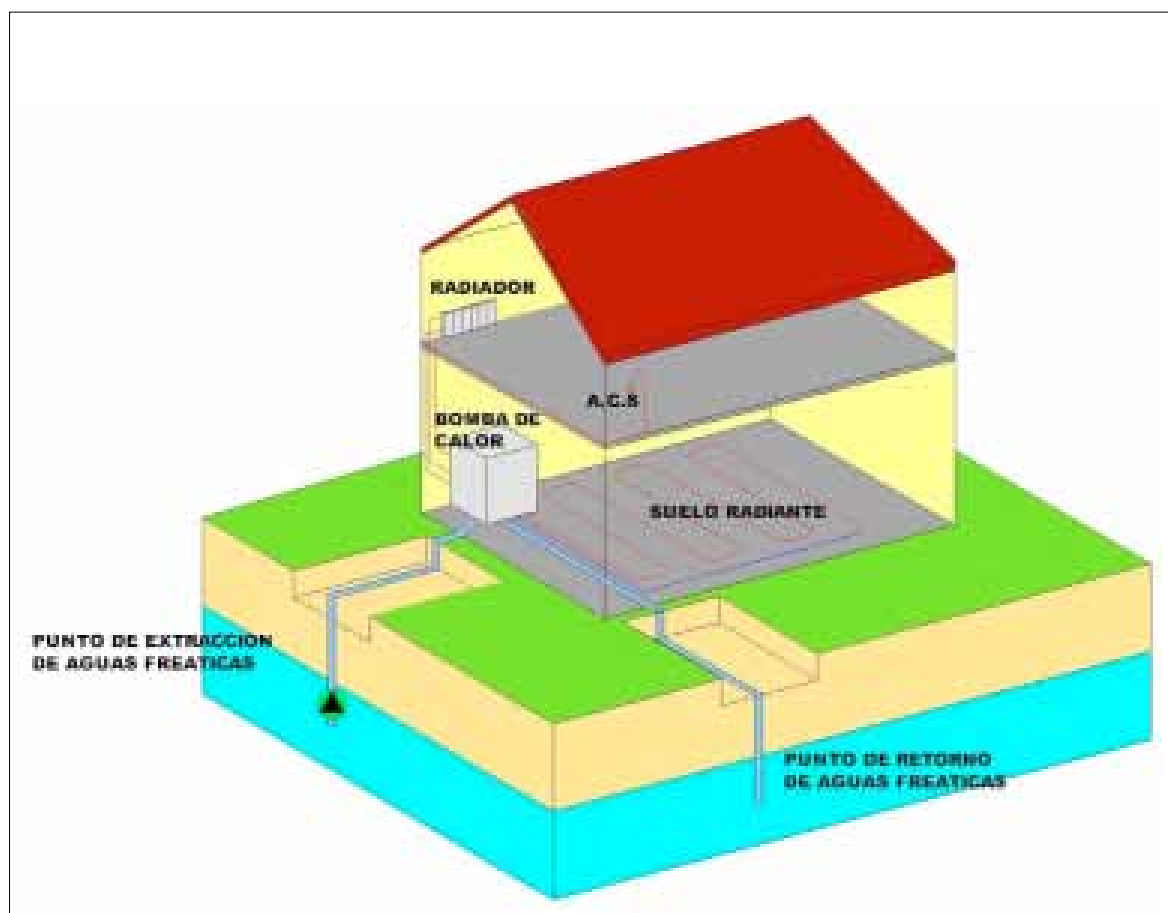 RADIADOR
A.C.S
BOMBA DE
CALOR
SUELO RADIANTE
PUNTO DE EXTRACCION
DE AGUAS FREATICAS
PUNTO DE RETORNO
DE AGUAS FREATICAS